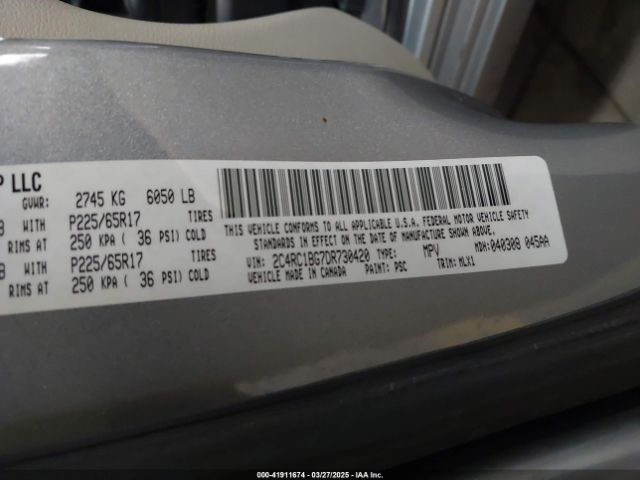 P LLC
GVWR: 2745 KG 6050 LB
WITH P225/65R17 TIRES
RIMS AT 250 KPA ( 36 PSI) COLD
WITH P225/65R17 TIRES
RIMS AT 250 KPA ( 36 PSI) COLD
THIS VEHICLE CONFORMS TO ALL APPLICABLE U.S.A. FEDERAL MOTOR VEHICLE SAFETY
STANDARDS IN EFFECT ON THE DATE OF MANUFACTURE SHOWN ABOVE.
VIN: 2C4RC1BG7DR730420 TYPE: MPV MDH: 040308 045AA
VEHICLE MADE IN CANADA PAINT: PSC TRIM: MLX1
000-41911674 | 03/27/2025 | IAA Inc.